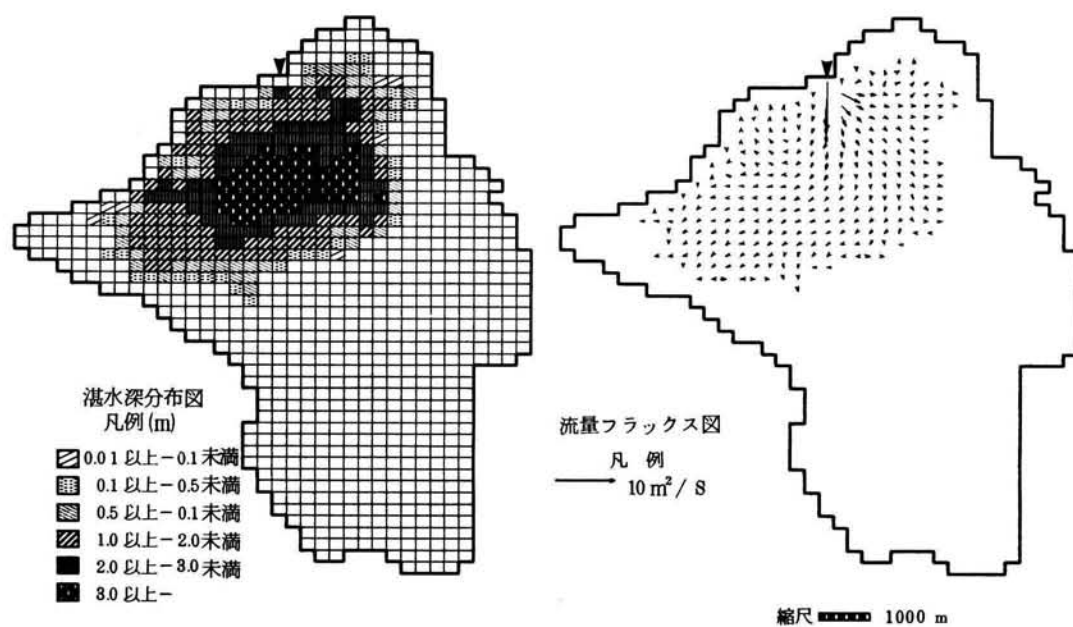 湛水深分布図
凡例(m)
0.01以上－0.1未満
0.1以上－0.5未満
0.5以上－0.1未満
1.0以上－2.0未満
2.0以上－3.0未満
3.0以上－
流量フラックス図
凡例
10m²/S
縮尺 1000 m